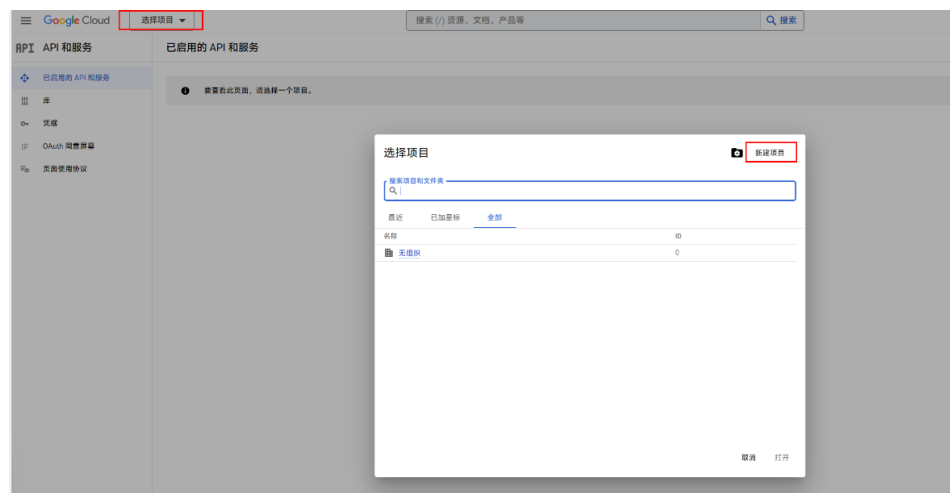 Google Cloud 选择项目 搜索 (/) 资源、文档、产品等 搜索
API API 和服务 已启用的 API 和服务
已启用的 API 和服务
要查看此页面，请选择一个项目。
库
凭据
OAuth 同意屏幕
页面使用协议
选择项目 新建项目
搜索项目和文件夹
最近 已加星标 全部
名称 ID
无组织 0
取消 打开